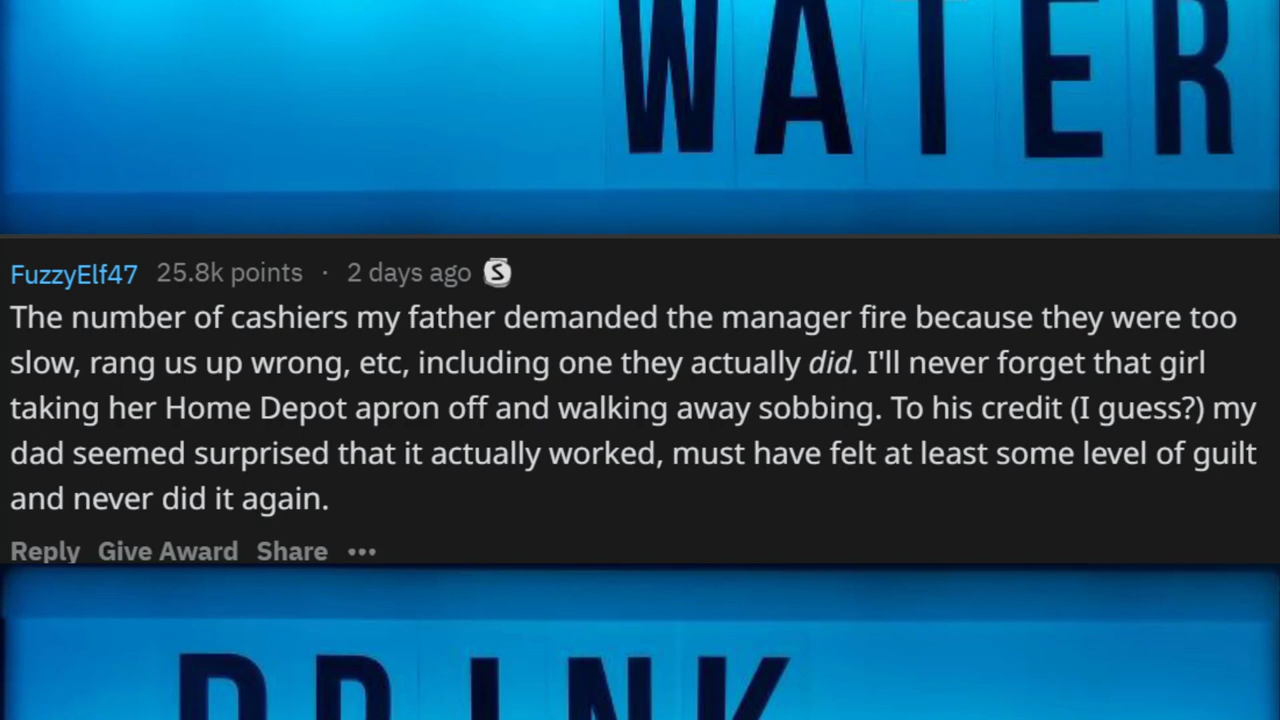 WATER
FuzzyElf47 25.8k points · 2 days ago S
The number of cashiers my father demanded the manager fire because they were too
slow, rang us up wrong, etc, including one they actually did. I'll never forget that girl
taking her Home Depot apron off and walking away sobbing. To his credit (I guess?) my
dad seemed surprised that it actually worked, must have felt at least some level of guilt
and never did it again.
Reply Give Award Share •••
DRINK